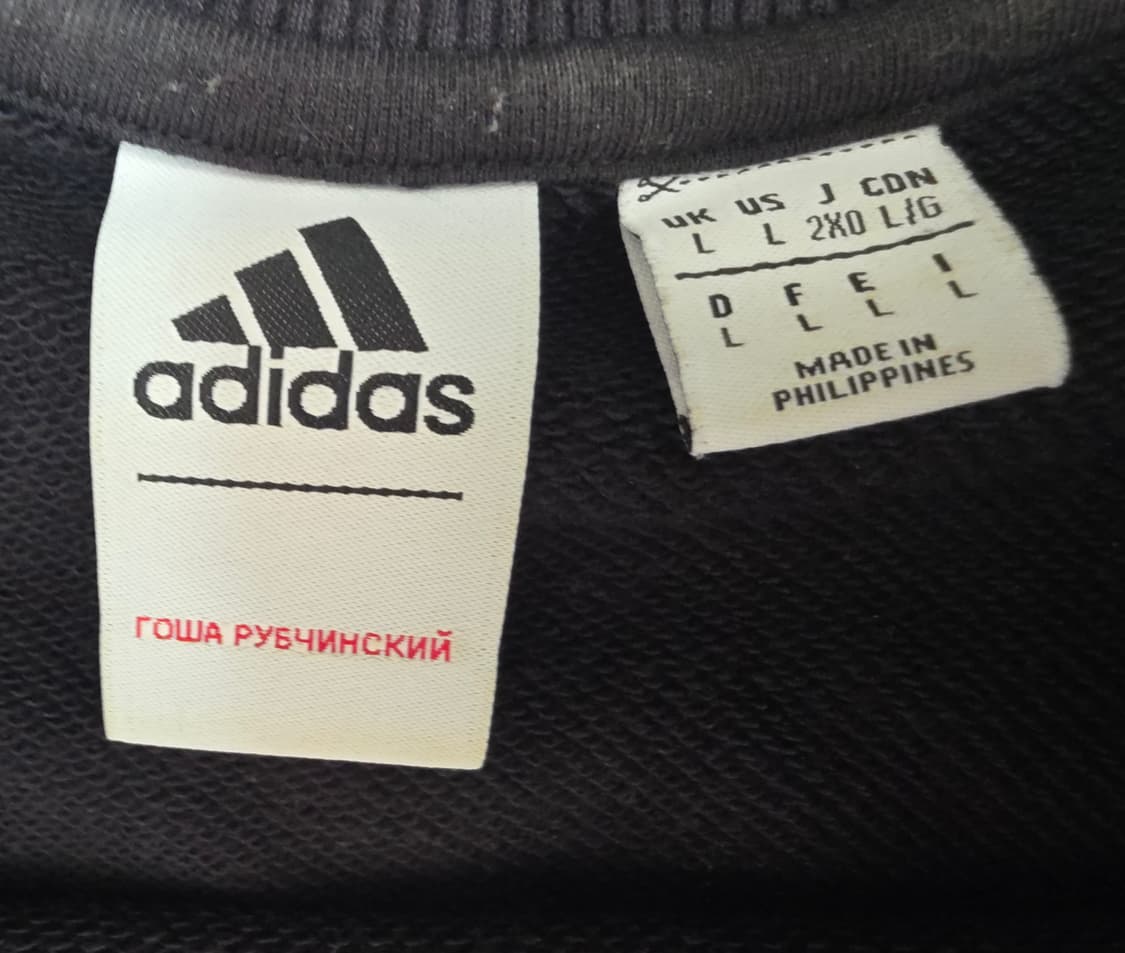 adidas
ГОША РУБЧИНСКИЙ
UK US J CDN
L L 2XO L/G
D F E I
L L L L
MADE IN
PHILIPPINES